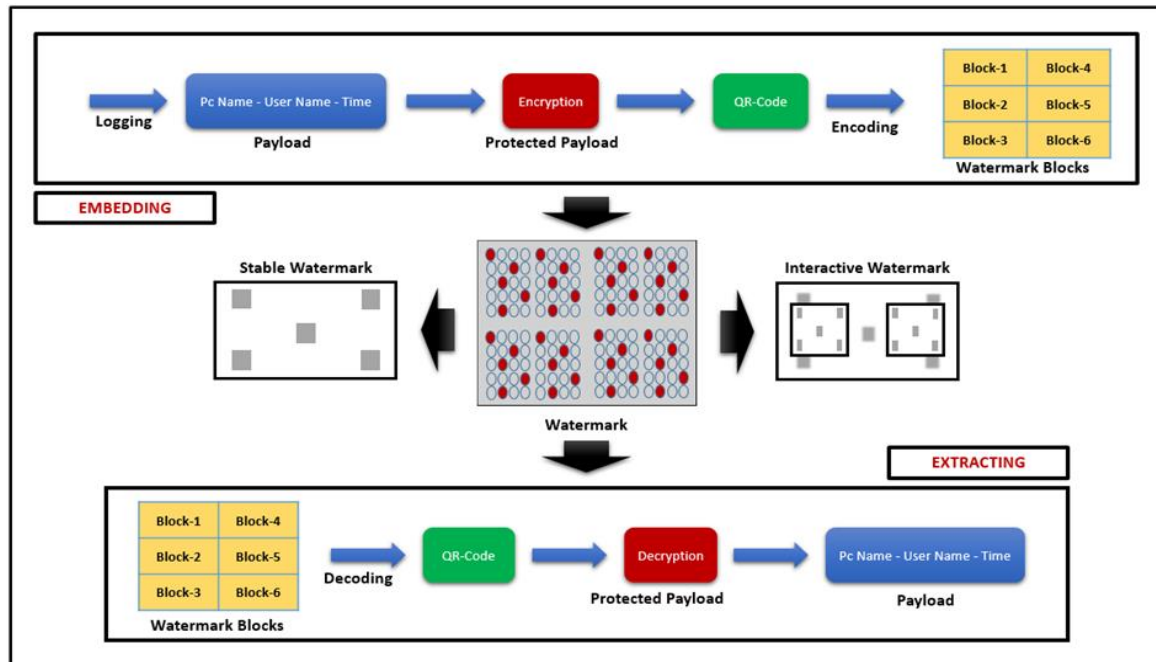 Logging
Pc Name - User Name - Time
Payload
Encryption
Protected Payload
QR-Code
Encoding
Block-1 Block-4
Block-2 Block-5
Block-3 Block-6
Watermark Blocks
EMBEDDING
Stable Watermark
Interactive Watermark
Watermark
EXTRACTING
Block-1 Block-4
Block-2 Block-5
Block-3 Block-6
Watermark Blocks
Decoding
QR-Code
Decryption
Protected Payload
Pc Name - User Name - Time
Payload